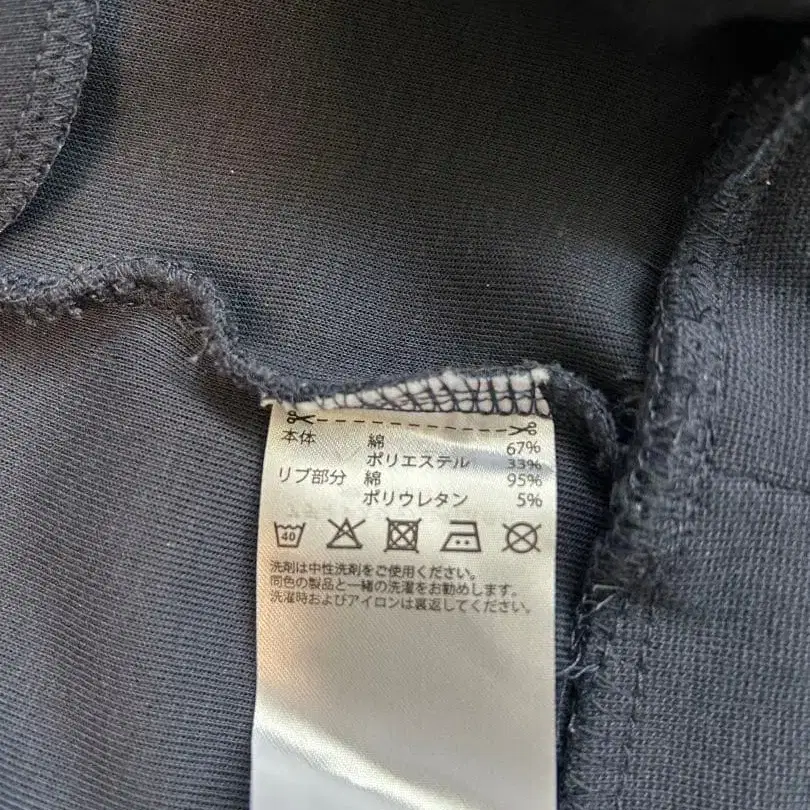 本体 綿 67%
ポリエステル 33%
リブ部分 綿 95%
ポリウレタン 5%
40
洗剤は中性洗剤をご使用ください。
同色の製品と一緒の洗濯をお勧めします。
洗濯時およびアイロンは裏返してください。